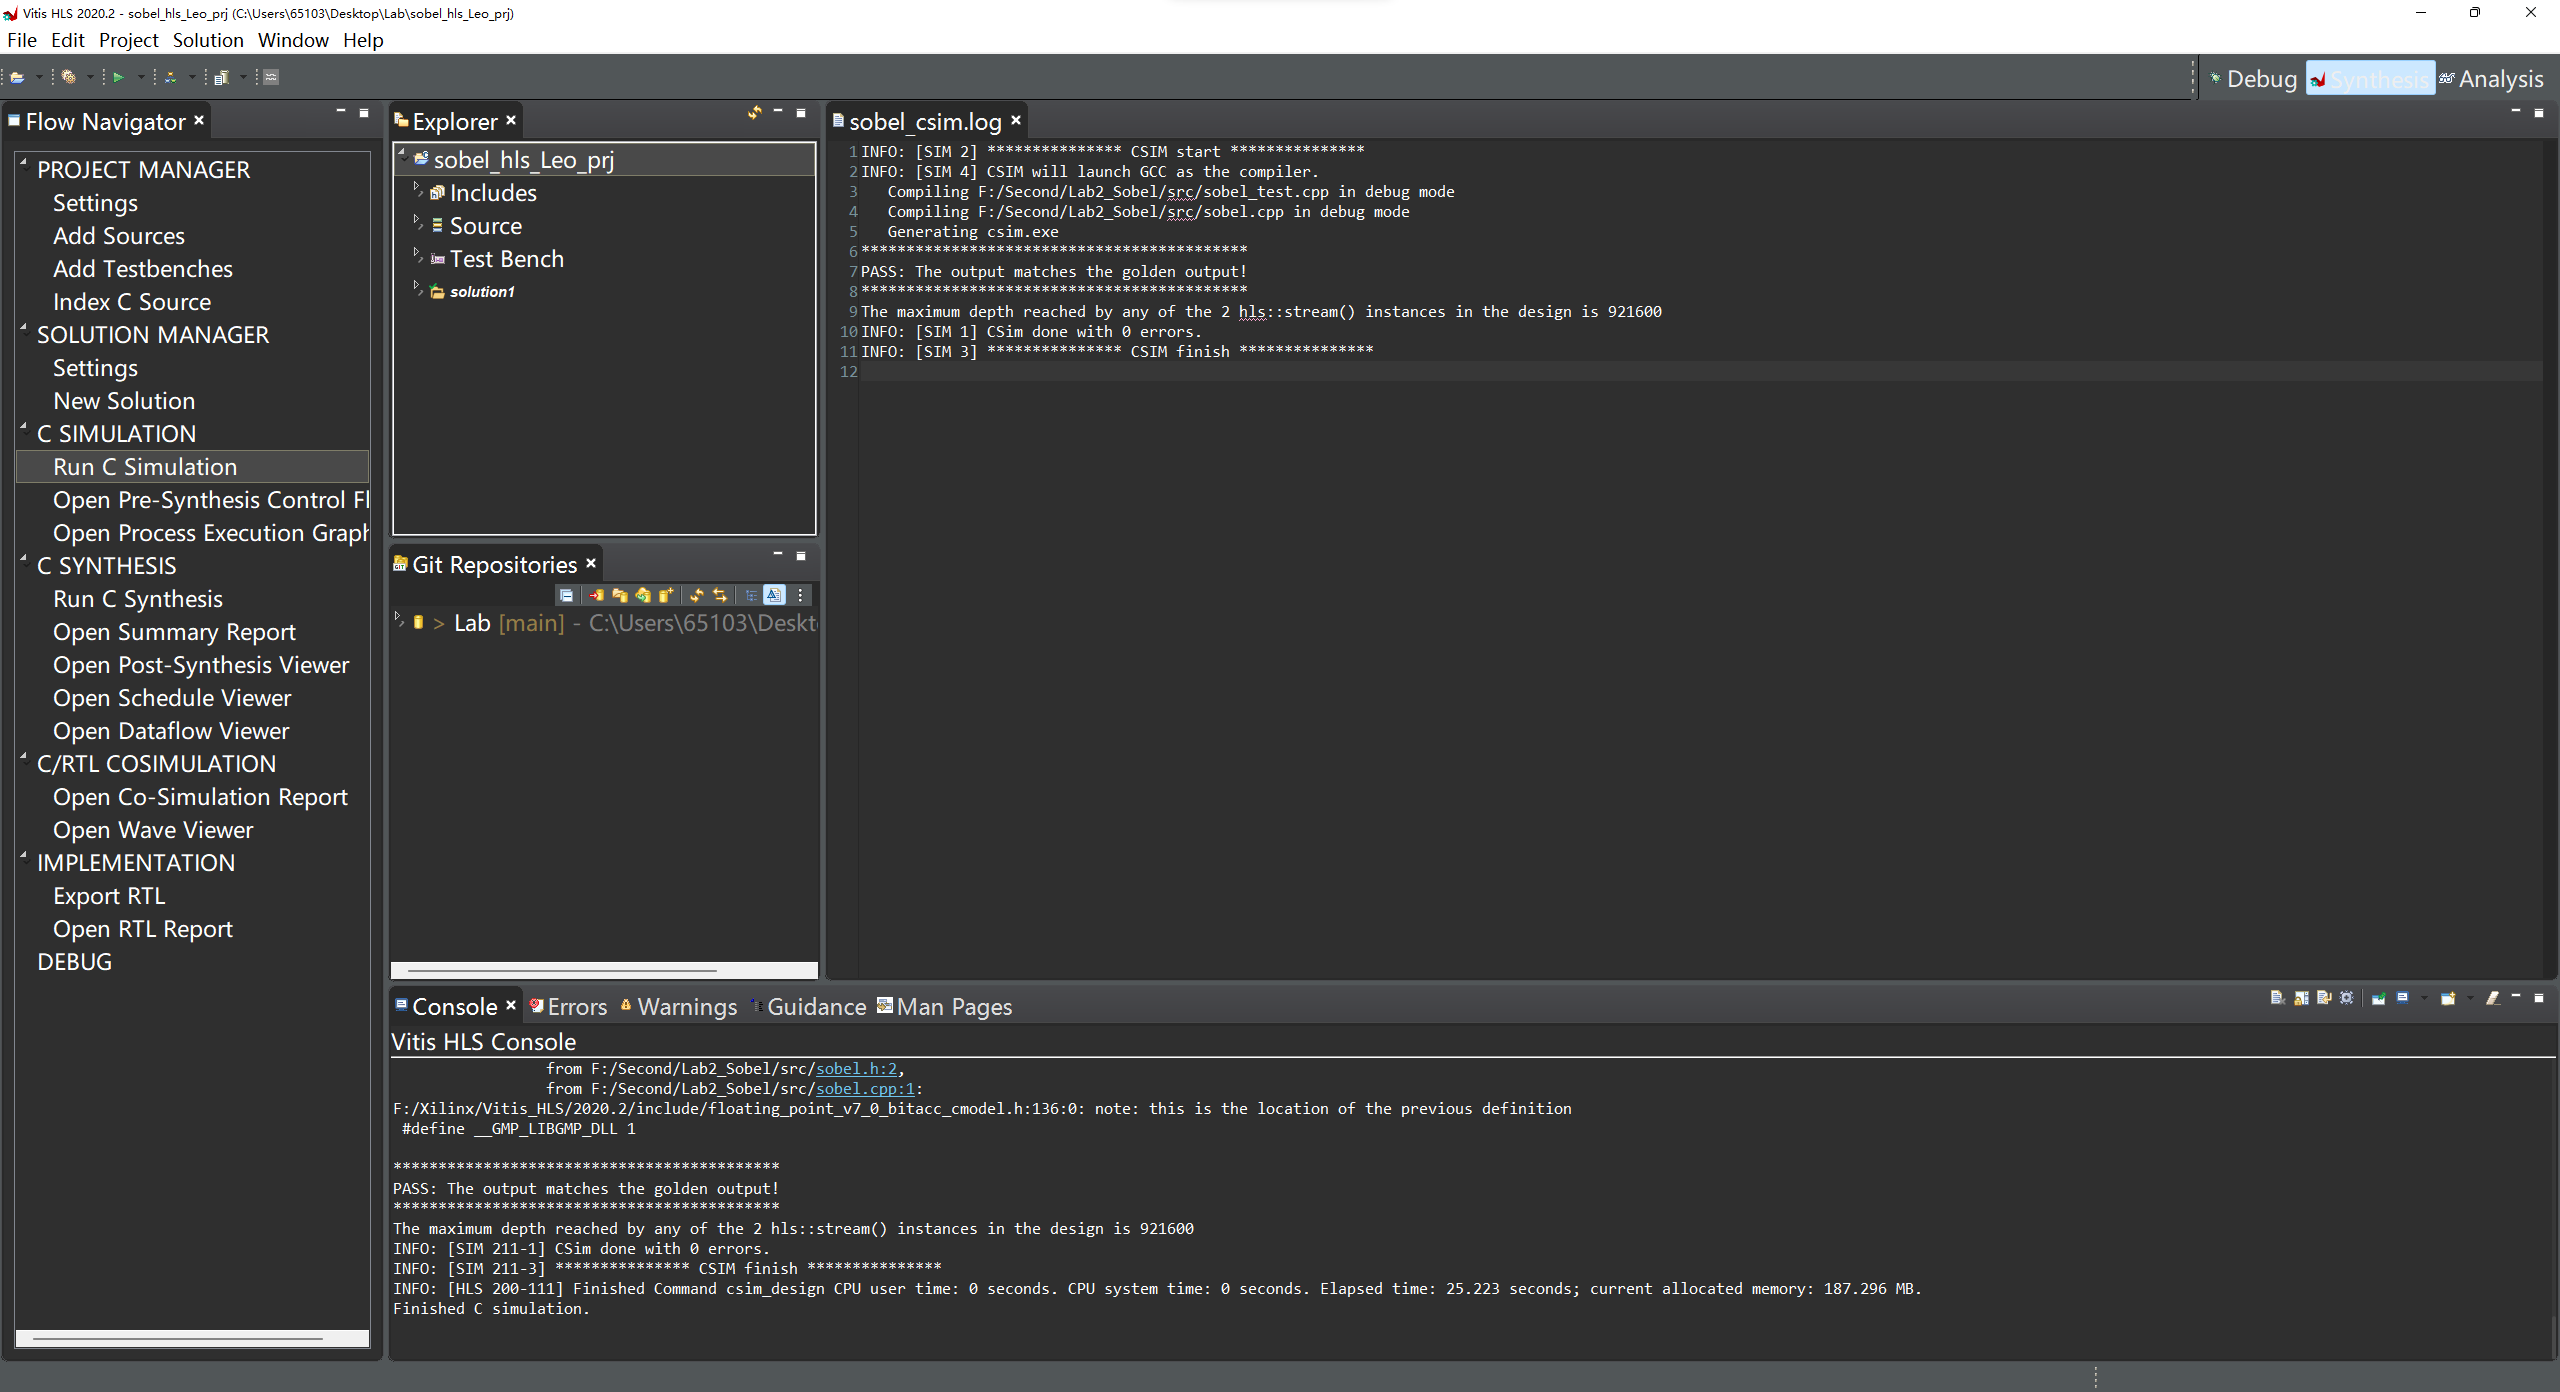 Vitis HLS 2020.2 - sobel_hls_Leo_prj (C:\Users\65103\Desktop\Lab\sobel_hls_Leo_prj)
File Edit Project Solution Window Help
Debug Synthesis Analysis
Flow Navigator
PROJECT MANAGER
Settings
Add Sources
Add Testbenches
Index C Source
SOLUTION MANAGER
Settings
New Solution
C SIMULATION
Run C Simulation
Open Pre-Synthesis Control Fl
Open Process Execution Graph
C SYNTHESIS
Run C Synthesis
Open Summary Report
Open Post-Synthesis Viewer
Open Schedule Viewer
Open Dataflow Viewer
C/RTL COSIMULATION
Open Co-Simulation Report
Open Wave Viewer
IMPLEMENTATION
Export RTL
Open RTL Report
DEBUG
Explorer
sobel_hls_Leo_prj
Includes
Source
Test Bench
solution1
Git Repositories
> Lab [main] - C:\Users\65103\Deskt
sobel_csim.log
1 INFO: [SIM 2] *************** CSIM start ***************
2 INFO: [SIM 4] CSIM will launch GCC as the compiler.
3    Compiling F:/Second/Lab2_Sobel/src/sobel_test.cpp in debug mode
4    Compiling F:/Second/Lab2_Sobel/src/sobel.cpp in debug mode
5    Generating csim.exe
6 *******************************************
7 PASS: The output matches the golden output!
8 *******************************************
9 The maximum depth reached by any of the 2 hls::stream() instances in the design is 921600
10 INFO: [SIM 1] CSim done with 0 errors.
11 INFO: [SIM 3] *************** CSIM finish ***************
12
Console Errors Warnings Guidance Man Pages
Vitis HLS Console
from F:/Second/Lab2_Sobel/src/sobel.h:2,
from F:/Second/Lab2_Sobel/src/sobel.cpp:1:
F:/Xilinx/Vitis_HLS/2020.2/include/floating_point_v7_0_bitacc_cmodel.h:136:0: note: this is the location of the previous definition
#define __GMP_LIBGMP_DLL 1
*******************************************
PASS: The output matches the golden output!
*******************************************
The maximum depth reached by any of the 2 hls::stream() instances in the design is 921600
INFO: [SIM 211-1] CSim done with 0 errors.
INFO: [SIM 211-3] *************** CSIM finish ***************
INFO: [HLS 200-111] Finished Command csim_design CPU user time: 0 seconds. CPU system time: 0 seconds. Elapsed time: 25.223 seconds; current allocated memory: 187.296 MB.
Finished C simulation.